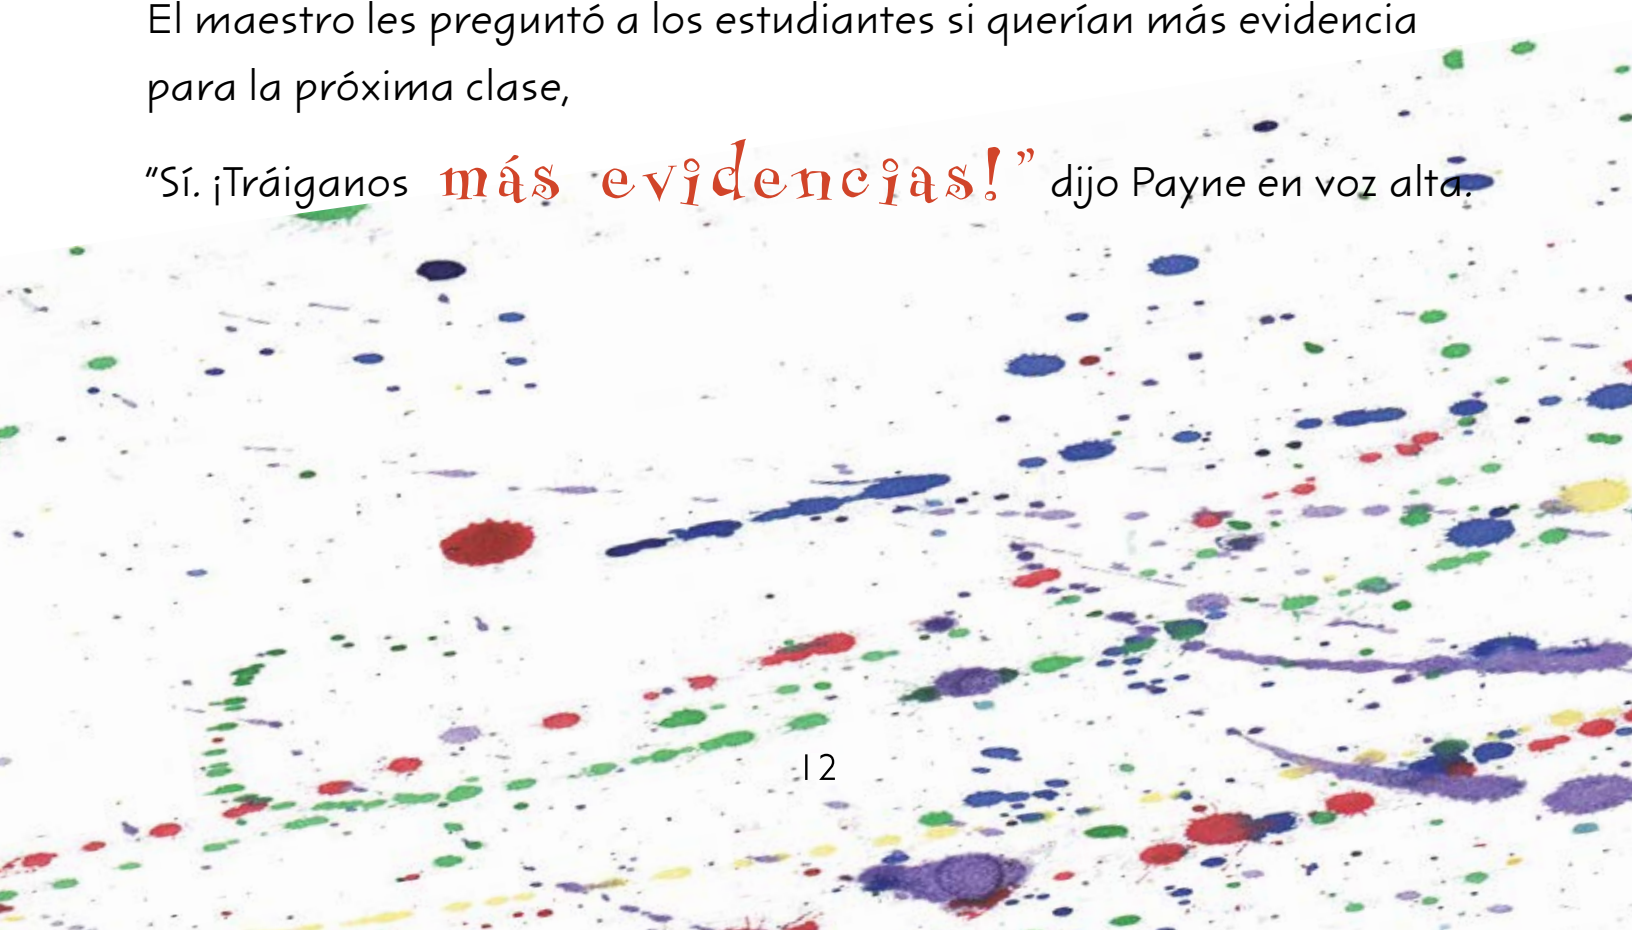 El maestro les preguntó a los estudiantes si querían más evidencia
para la próxima clase,
“Sí. ¡Tráiganos más evidencias!” dijo Payne en voz alta.
12